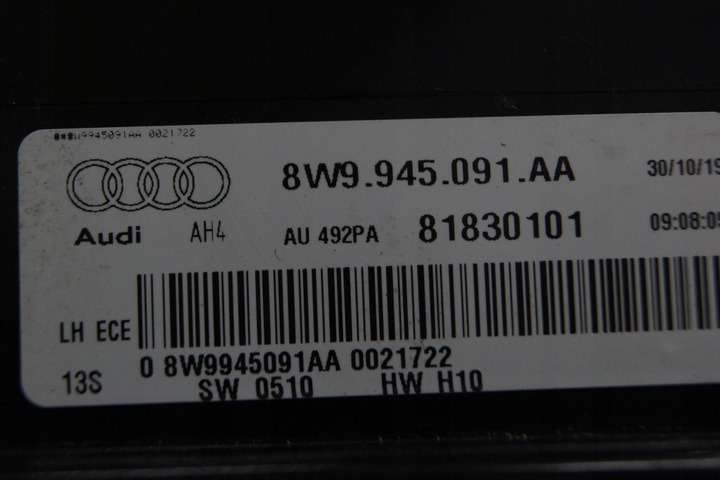 0#8W9945091AA 0021722
8W9.945.091.AA 30/10/19
Audi AH4 AU 492PA 81830101 09:08:05
LH ECE
0 8W9945091AA 0021722
13S SW 0510 HW H10